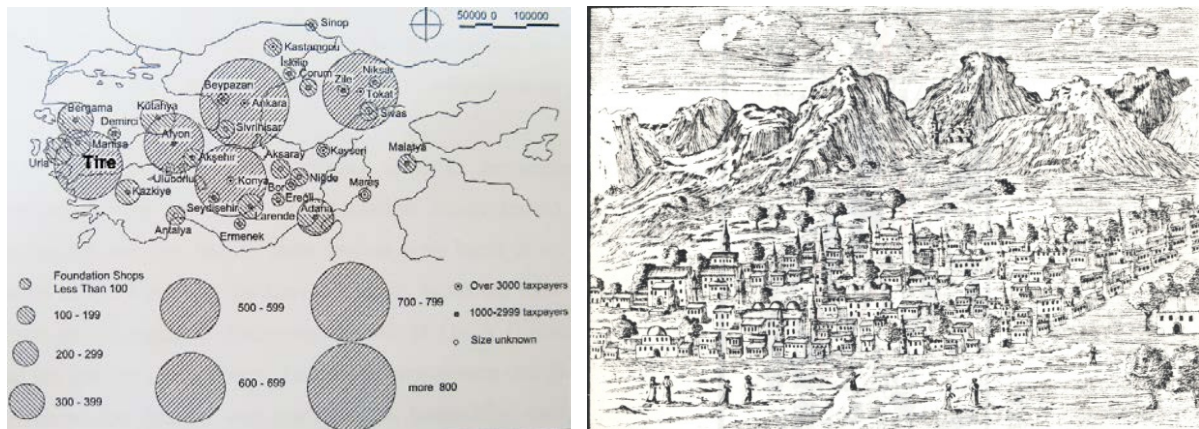 50000 0 100000
Sinop
Kastamonu
İskilip
Çorum
Niksar
Zile
Tokat
Sivas
Beypazarı
Ankara
Bergama
Kütahya
Demirci
Sivrihisar
Manisa
Afyon
Urla
Tire
Akşehir
Aksaray
Kayseri
Malatya
Uluborlu
Konya
Niğde
Bor
Maraş
Kazkiye
Ereğli
Seydişehir
Larende
Adana
Antalya
Ermenek
Foundation Shops
Less Than 100
100 - 199
200 - 299
300 - 399
500 - 599
600 - 699
700 - 799
more 800
Over 3000 taxpayers
1000-2999 taxpayers
Size unknown